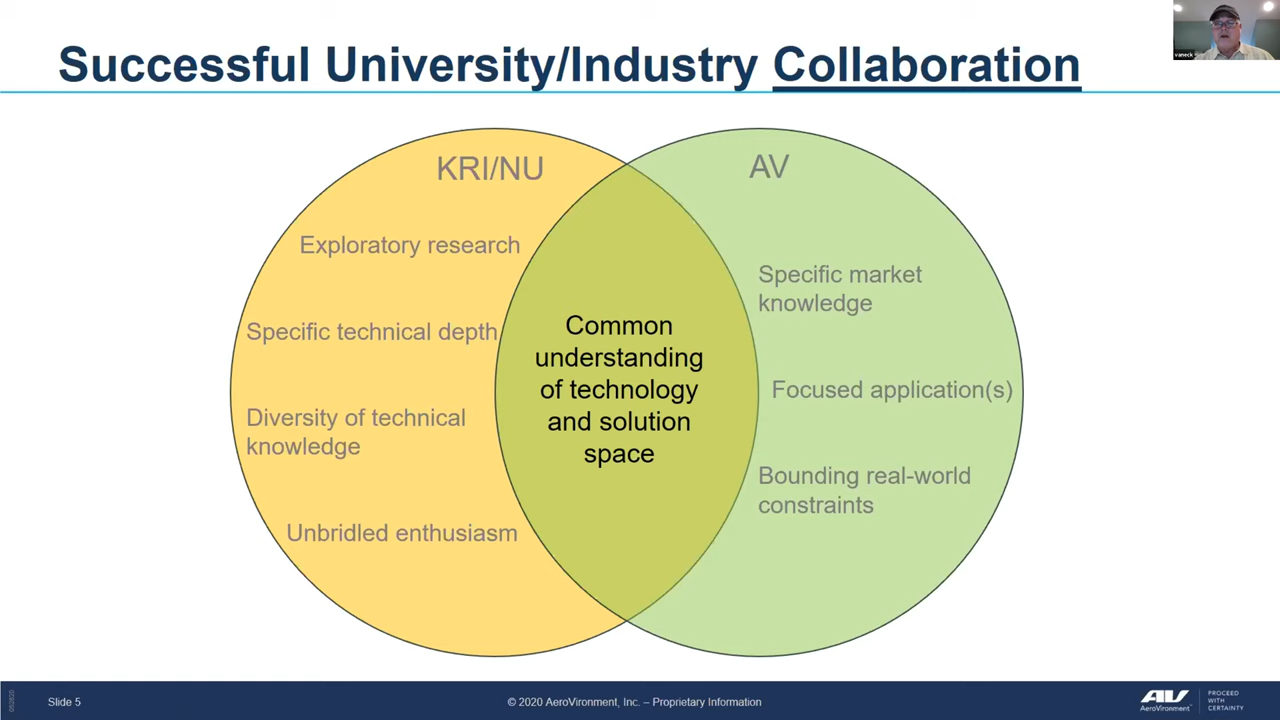 Successful University/Industry Collaboration
vaneck
KRI/NU
Exploratory research
Specific technical depth
Diversity of technical
knowledge
Unbridled enthusiasm
Common
understanding
of technology
and solution
space
AV
Specific market
knowledge
Focused application(s)
Bounding real-world
constraints
Slide 5
© 2020 AeroVironment, Inc. – Proprietary Information
AV
AeroVironment
PROCEED
WITH
CERTAINTY